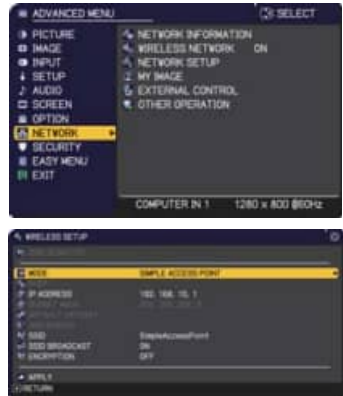 ADVANCED MENU
SELECT
PICTURE
IMAGE
INPUT
SETUP
AUDIO
SCREEN
OPTION
NETWORK
SECURITY
EASY MENU
EXIT
NETWORK INFORMATION
WIRELESS NETWORK ON
NETWORK SETUP
MY IMAGE
EXTERNAL CONTROL
OTHER OPERATION
COMPUTER IN 1 1280 x 800 @60Hz
WIRELESS SETUP
MODE SIMPLE ACCESS POINT
IP ADDRESS 192. 168. 10. 1
SSID SimpleAccessPoint
SSID BROADCAST ON
ENCRYPTION OFF
APPLY
RETURN